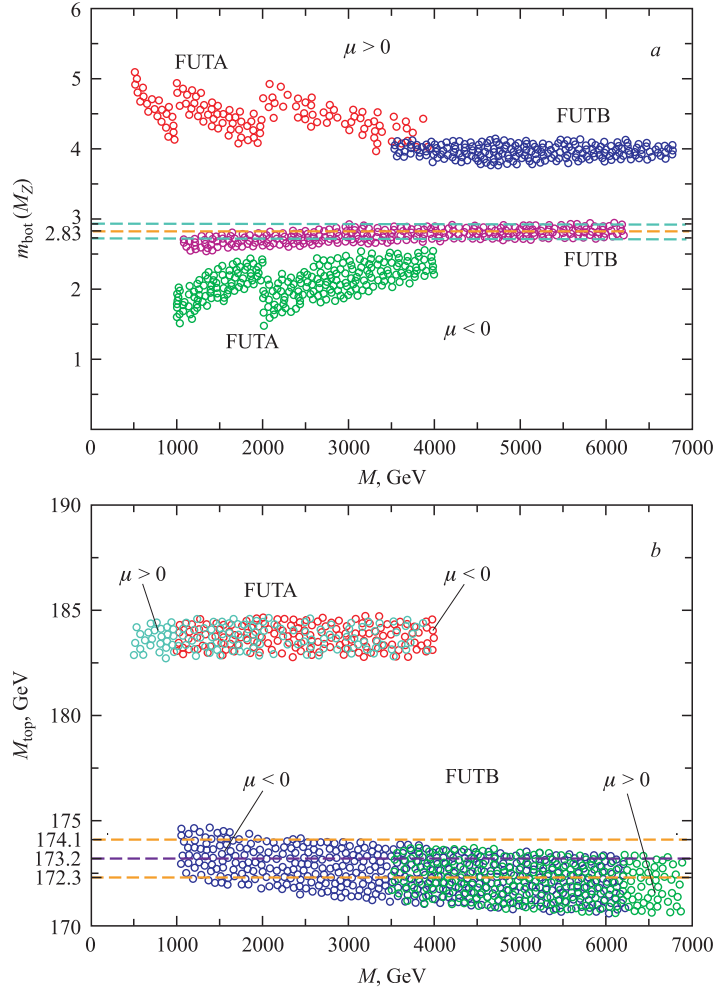 6
μ > 0
a
FUTA
5
FUTB
4
m_bot (M_Z)
3
2.83
FUTB
2
FUTA
μ < 0
1
0 1000 2000 3000 4000 5000 6000 7000
M, GeV
190
b
μ > 0
FUTA
μ < 0
185
M_top, GeV
180
FUTB
μ < 0
μ > 0
175
174.1
173.2
172.3
170
0 1000 2000 3000 4000 5000 6000 7000
M, GeV